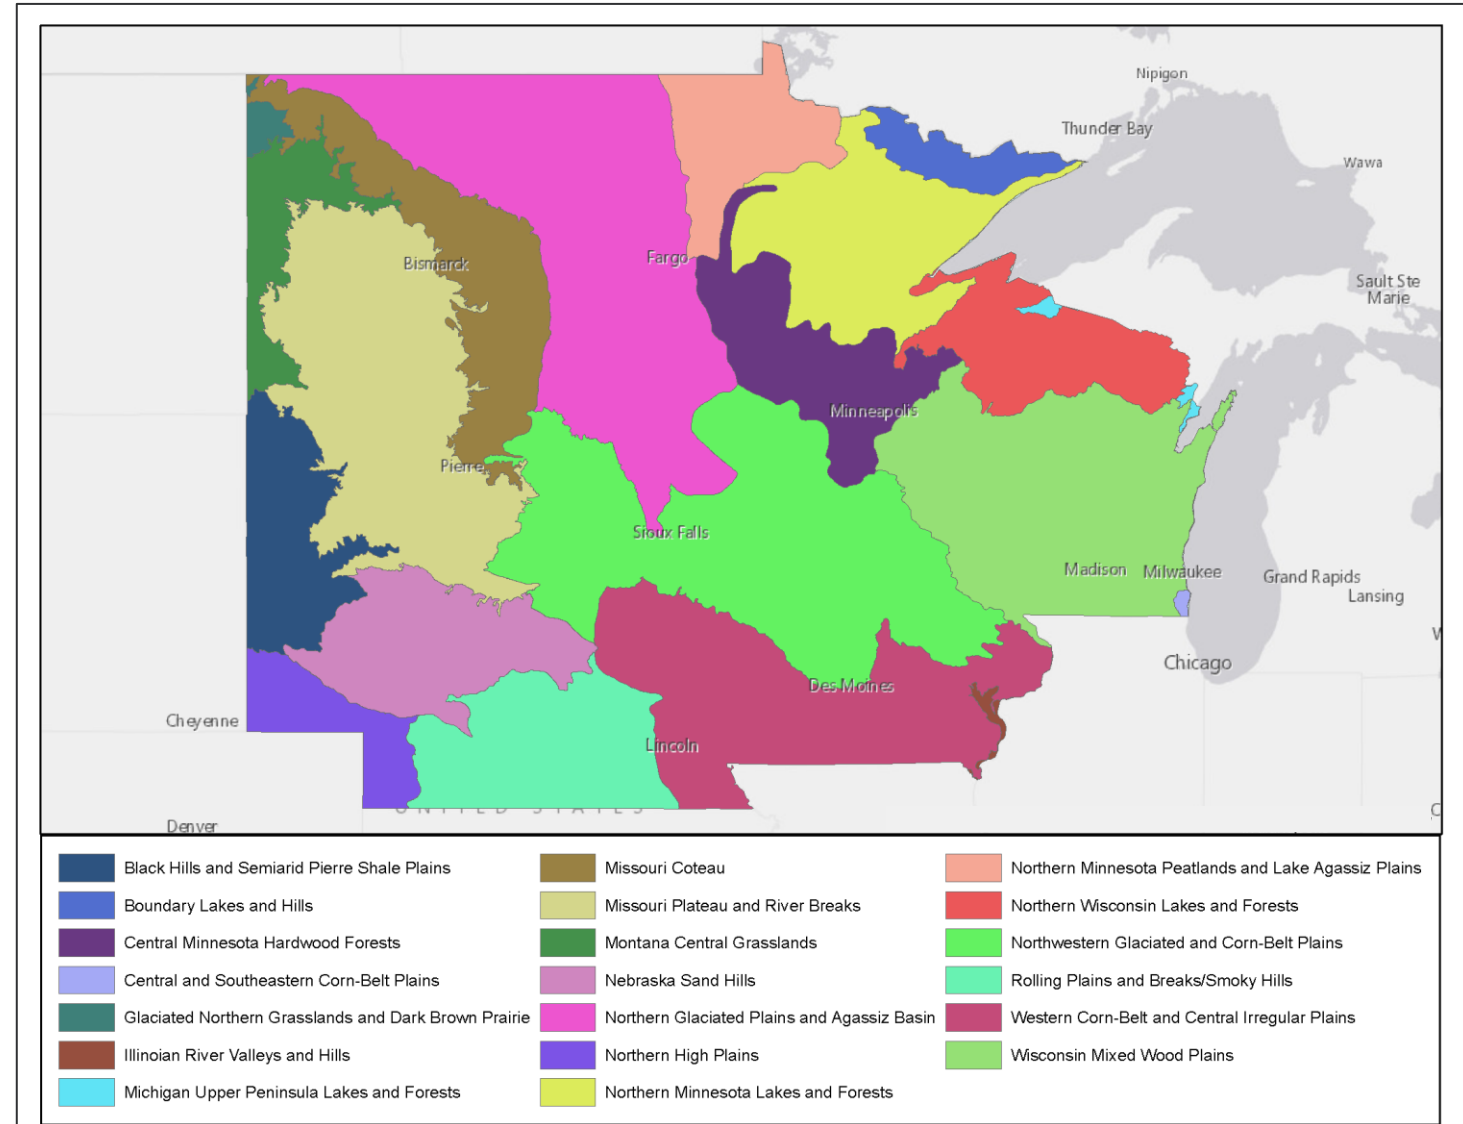 Nipigon
Thunder Bay
Wawa
Fargo
Bismarck
Sault Ste
Marie
Minneapolis
Pierre
Sioux Falls
Madison
Milwaukee
Grand Rapids
Lansing
Chicago
Des Moines
Cheyenne
Lincoln
UNITED STATES
Denver
Black Hills and Semiarid Pierre Shale Plains
Boundary Lakes and Hills
Central Minnesota Hardwood Forests
Central and Southeastern Corn-Belt Plains
Glaciated Northern Grasslands and Dark Brown Prairie
Illinoian River Valleys and Hills
Michigan Upper Peninsula Lakes and Forests
Missouri Coteau
Missouri Plateau and River Breaks
Montana Central Grasslands
Nebraska Sand Hills
Northern Glaciated Plains and Agassiz Basin
Northern High Plains
Northern Minnesota Lakes and Forests
Northern Minnesota Peatlands and Lake Agassiz Plains
Northern Wisconsin Lakes and Forests
Northwestern Glaciated and Corn-Belt Plains
Rolling Plains and Breaks/Smoky Hills
Western Corn-Belt and Central Irregular Plains
Wisconsin Mixed Wood Plains